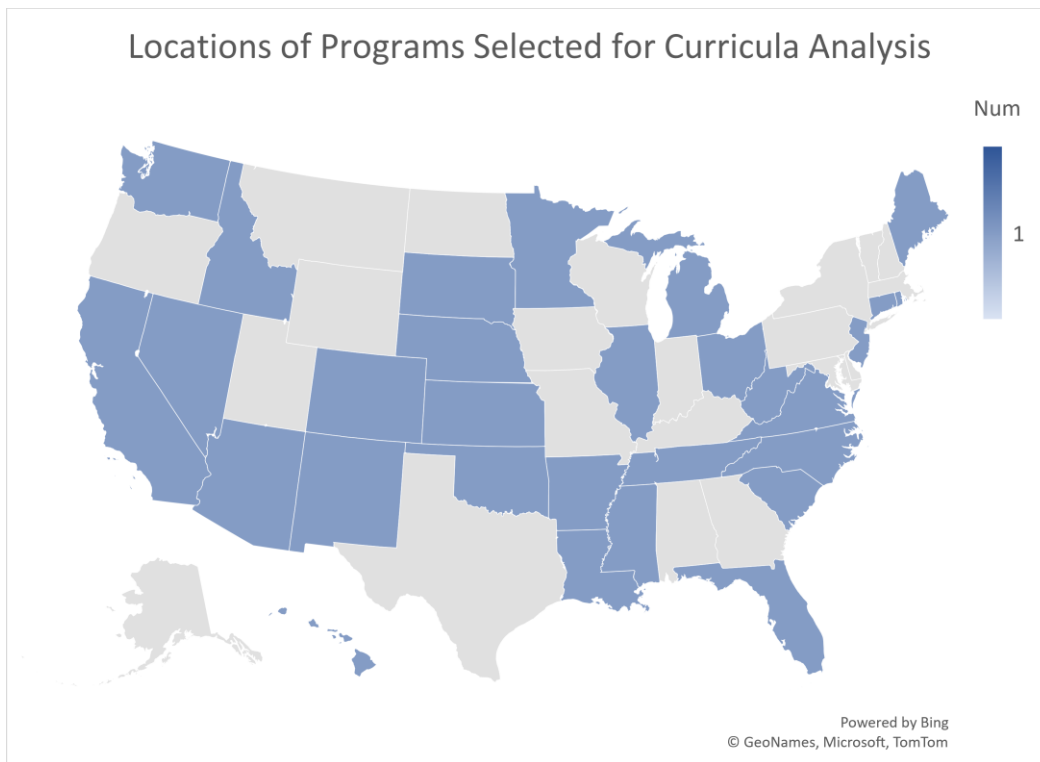 Locations of Programs Selected for Curricula Analysis
Num
1
Powered by Bing
© GeoNames, Microsoft, TomTom